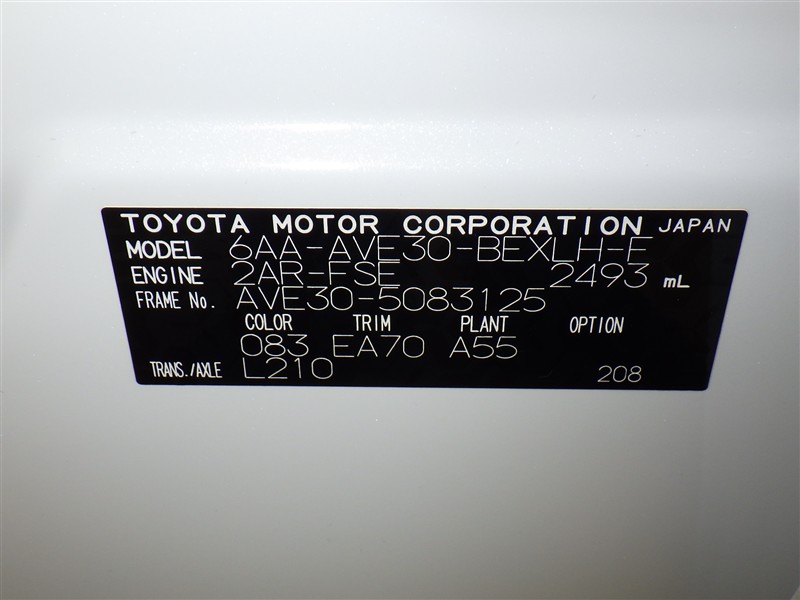 TOYOTA MOTOR CORPORATION JAPAN
MODEL 6AA-AVE30-BEXLH-E
ENGINE 2AR-FSE 2493 mL
FRAME No. AVE30-5083125
COLOR TRIM PLANT OPTION
083 EA70 A55
TRANS./AXLE L210 208